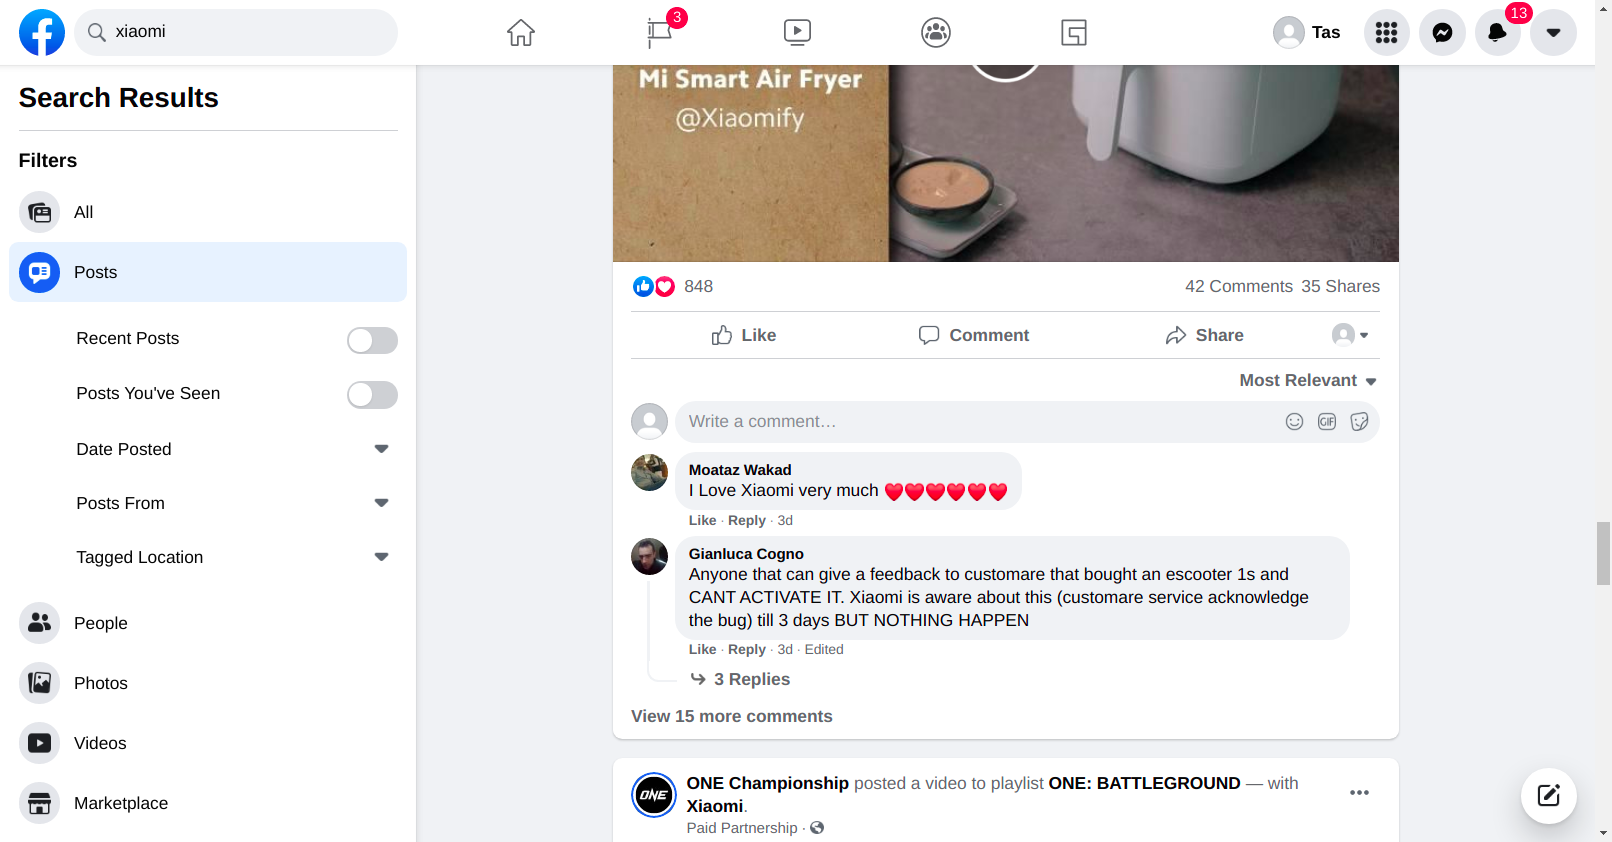 xiaomi
3
Tas
13
Search Results
Filters
All
Posts
Recent Posts
Posts You've Seen
Date Posted
Posts From
Tagged Location
People
Photos
Videos
Marketplace
Mi Smart Air Fryer
@Xiaomify
848
42 Comments 35 Shares
Like
Comment
Share
Most Relevant
Write a comment…
GIF
Moataz Wakad
I Love Xiaomi very much ❤️❤️❤️❤️❤️❤️
Like · Reply · 3d
Gianluca Cogno
Anyone that can give a feedback to customare that bought an escooter 1s and
CANT ACTIVATE IT. Xiaomi is aware about this (customare service acknowledge
the bug) till 3 days BUT NOTHING HAPPEN
Like · Reply · 3d · Edited
3 Replies
View 15 more comments
ONE
ONE Championship posted a video to playlist ONE: BATTLEGROUND — with
Xiaomi.
Paid Partnership ·